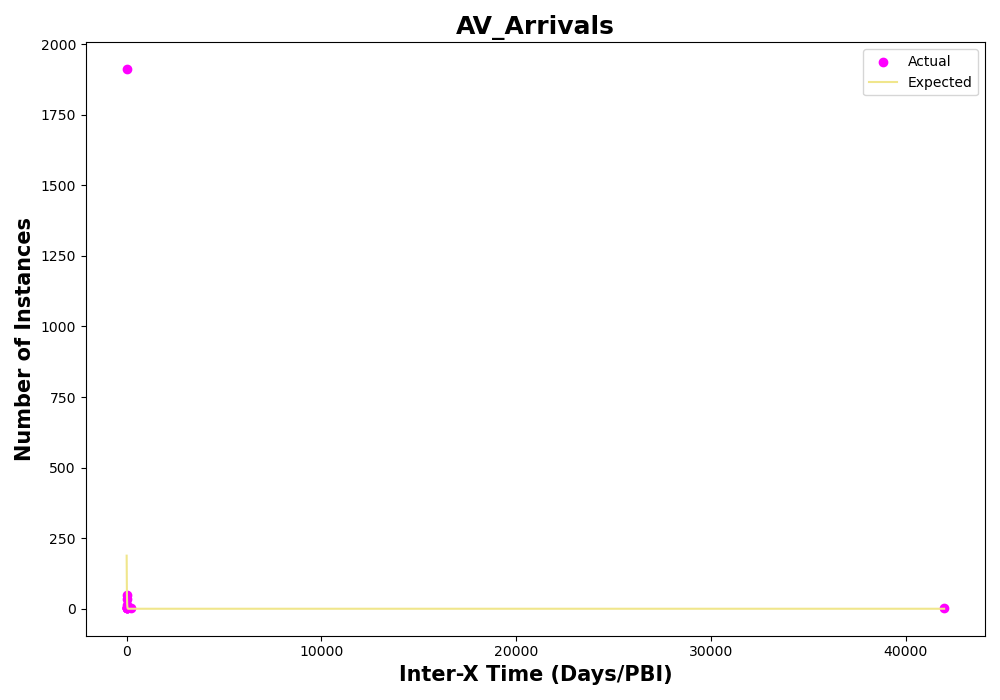 AV_Arrivals
Actual
Expected
Number of Instances
2000
1750
1500
1250
1000
750
500
250
0
0 10000 20000 30000 40000
Inter-X Time (Days/PBI)